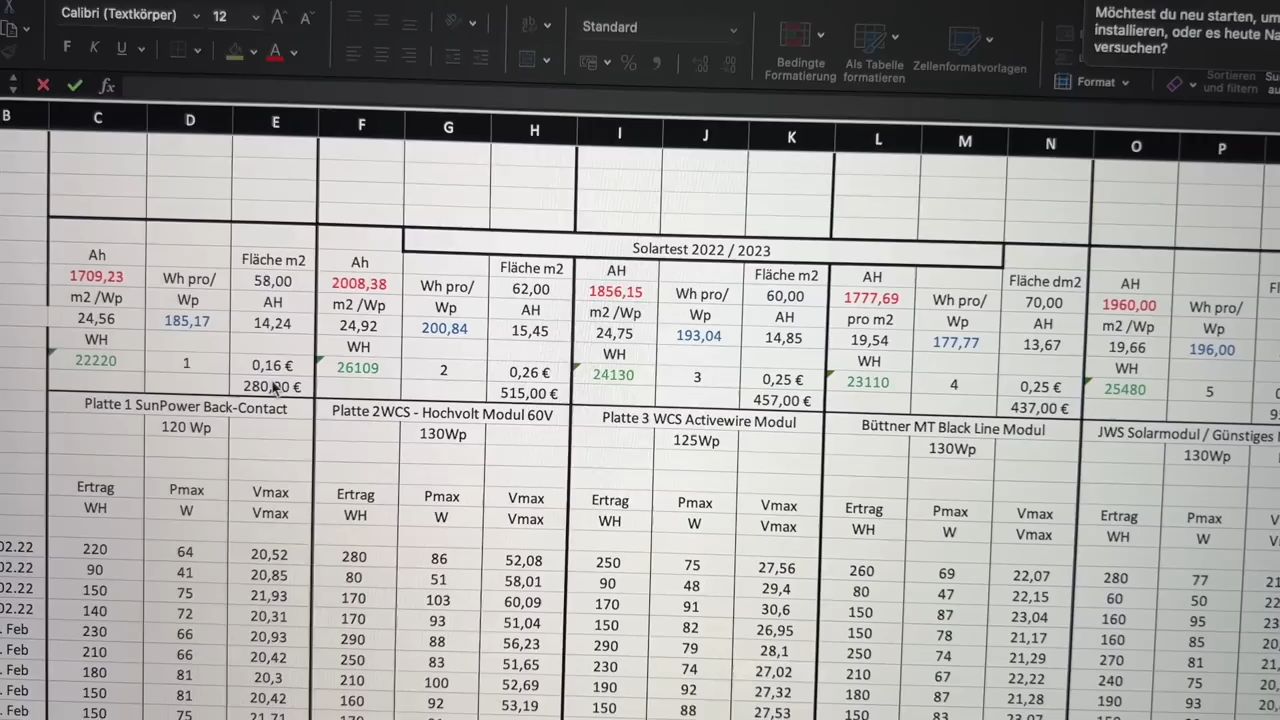 Calibri (Textkörper) 12 A A Standard
F K U A % Bedingte Formatierung Als Tabelle formatieren Zellenformatvorlagen Format Sortieren und filtern
Möchtest du neu starten, um
installieren, oder es heute Na
versuchen?
fx
B C D E F G H I J K L M N O P
Solartest 2022 / 2023
Ah Fläche m2 Ah Fläche m2 AH Fläche m2 AH Fläche dm2 AH
1709,23 Wh pro/ 58,00 2008,38 Wh pro/ 62,00 1856,15 Wh pro/ 60,00 1777,69 Wh pro/ 70,00 1960,00 Wh pro/
m2 /Wp Wp AH m2 /Wp Wp AH m2 /Wp Wp AH pro m2 Wp AH m2 /Wp Wp
24,56 185,17 14,24 24,92 200,84 15,45 24,75 193,04 14,85 19,54 177,77 13,67 19,66 196,00
WH WH WH WH WH
22220 1 0,16 € 26109 2 0,26 € 24130 3 0,25 € 23110 4 0,25 € 25480 5
280,00 € 515,00 € 457,00 € 437,00 €
Platte 1 SunPower Back-Contact Platte 2WCS - Hochvolt Modul 60V Platte 3 WCS Activewire Modul Büttner MT Black Line Modul JWS Solarmodul / Günstiges
120 Wp 130Wp 125Wp 130Wp 130Wp
Ertrag Pmax Vmax Ertrag Pmax Vmax Ertrag Pmax Vmax Ertrag Pmax Vmax Ertrag Pmax
WH W Vmax WH W Vmax WH W Vmax WH W Vmax WH W
02.22 220 64 20,52 280 86 52,08 250 75 27,56 260 69 22,07 280 77
02.22 90 41 20,85 80 51 58,01 90 48 29,4 80 47 22,15 60 50
02.22 150 75 21,93 170 103 60,09 170 91 30,6 150 87 23,04 160 95
02.22 140 72 20,31 170 93 51,04 150 82 26,95 150 78 21,17 160 85
. Feb 230 66 20,93 290 88 56,23 290 79 28,1 250 74 21,29 270 81
. Feb 210 66 20,42 250 83 51,65 230 74 27,02 210 67 22,22 240 75
. Feb 180 81 20,3 210 100 52,69 190 92 27,32 180 87 21,28 190 93
. Feb 150 81 20,42 160 92 53,19 150 88 27,53 150
. Feb 150 75